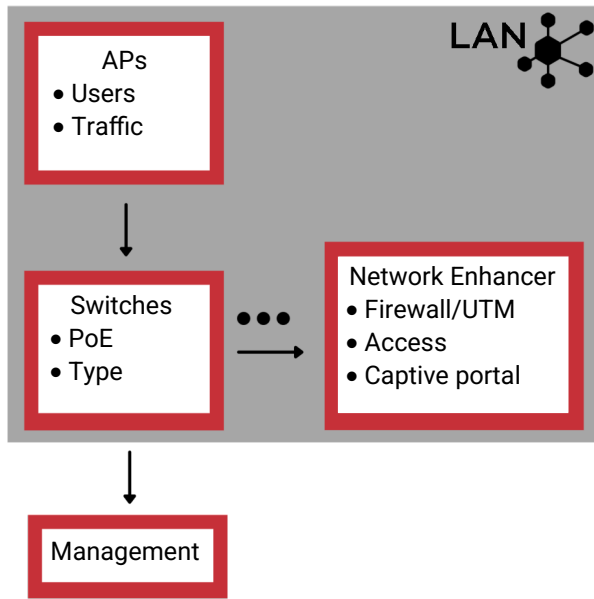 LAN
APs
• Users
• Traffic
Switches
• PoE
• Type
Network Enhancer
• Firewall/UTM
• Access
• Captive portal
Management